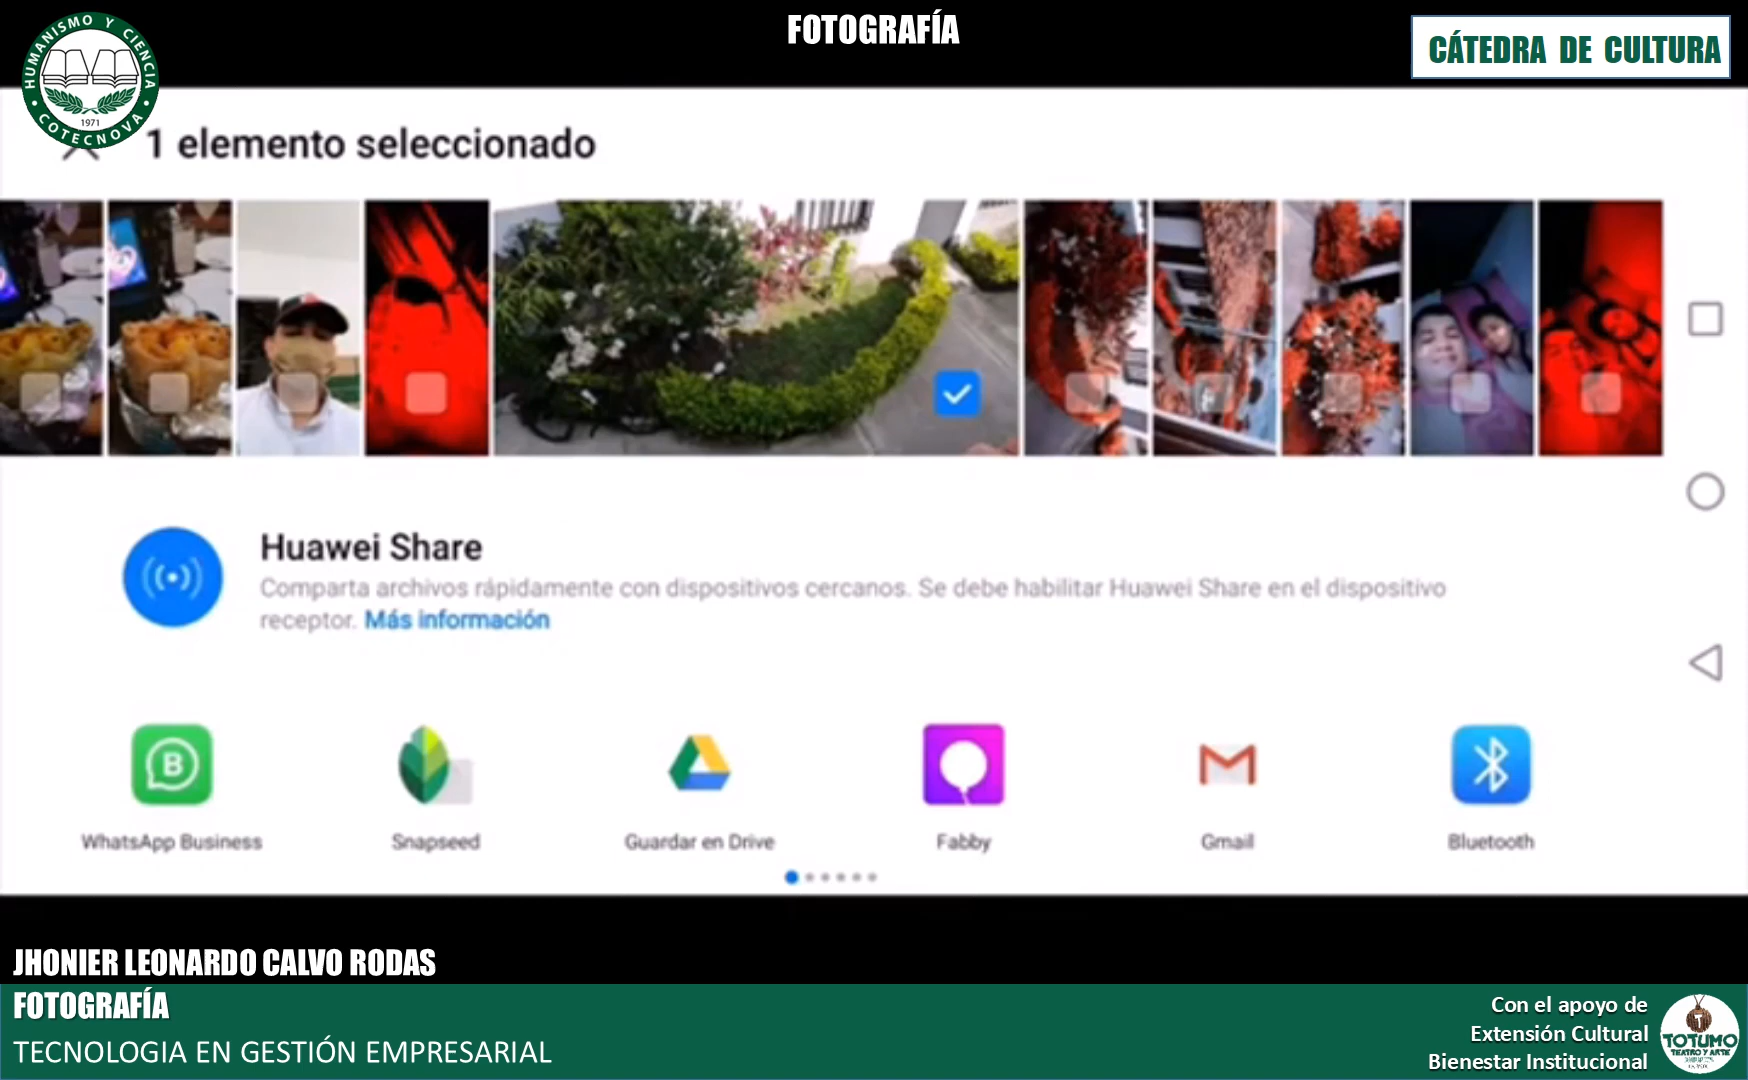 FOTOGRAFÍA
CÁTEDRA DE CULTURA
HUMANISMO Y CIENCIA
1971
COTECNOVA
1 elemento seleccionado
Huawei Share
Comparta archivos rápidamente con dispositivos cercanos. Se debe habilitar Huawei Share en el dispositivo
receptor. Más información
WhatsApp Business
Snapseed
Guardar en Drive
Fabby
Gmail
Bluetooth
JHONIER LEONARDO CALVO RODAS
FOTOGRAFÍA
TECNOLOGIA EN GESTIÓN EMPRESARIAL
Con el apoyo de
Extensión Cultural
Bienestar Institucional
TOTUMO
TEATRO Y ARTE